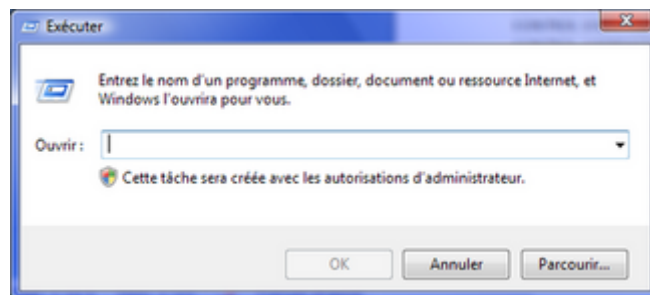 Exécuter
Entrez le nom d'un programme, dossier, document ou ressource Internet, et
Windows l'ouvrira pour vous.
Ouvrir :
Cette tâche sera créée avec les autorisations d'administrateur.
OK
Annuler
Parcourir...